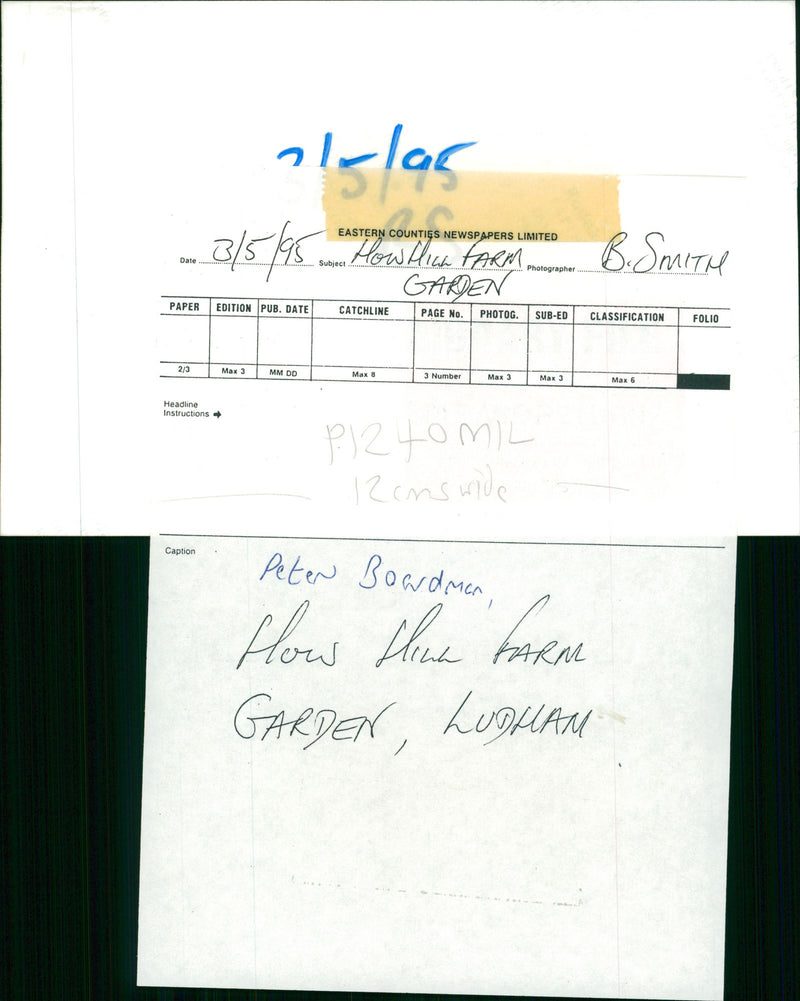 3/5/95
EASTERN COUNTIES NEWSPAPERS LIMITED
Date 3/5/95 Subject How Hill FARM Photographer B. SMITH
GARDEN
PAPER EDITION PUB. DATE CATCHLINE PAGE No. PHOTOG. SUB-ED CLASSIFICATION FOLIO
2/3 Max 3 MM DD Max 8 3 Number Max 3 Max 3 Max 6
Headline
Instructions
P1240MIL
12cms wide
Caption
Peter Boardman,
How Hill FARM
GARDEN, LUDHAM